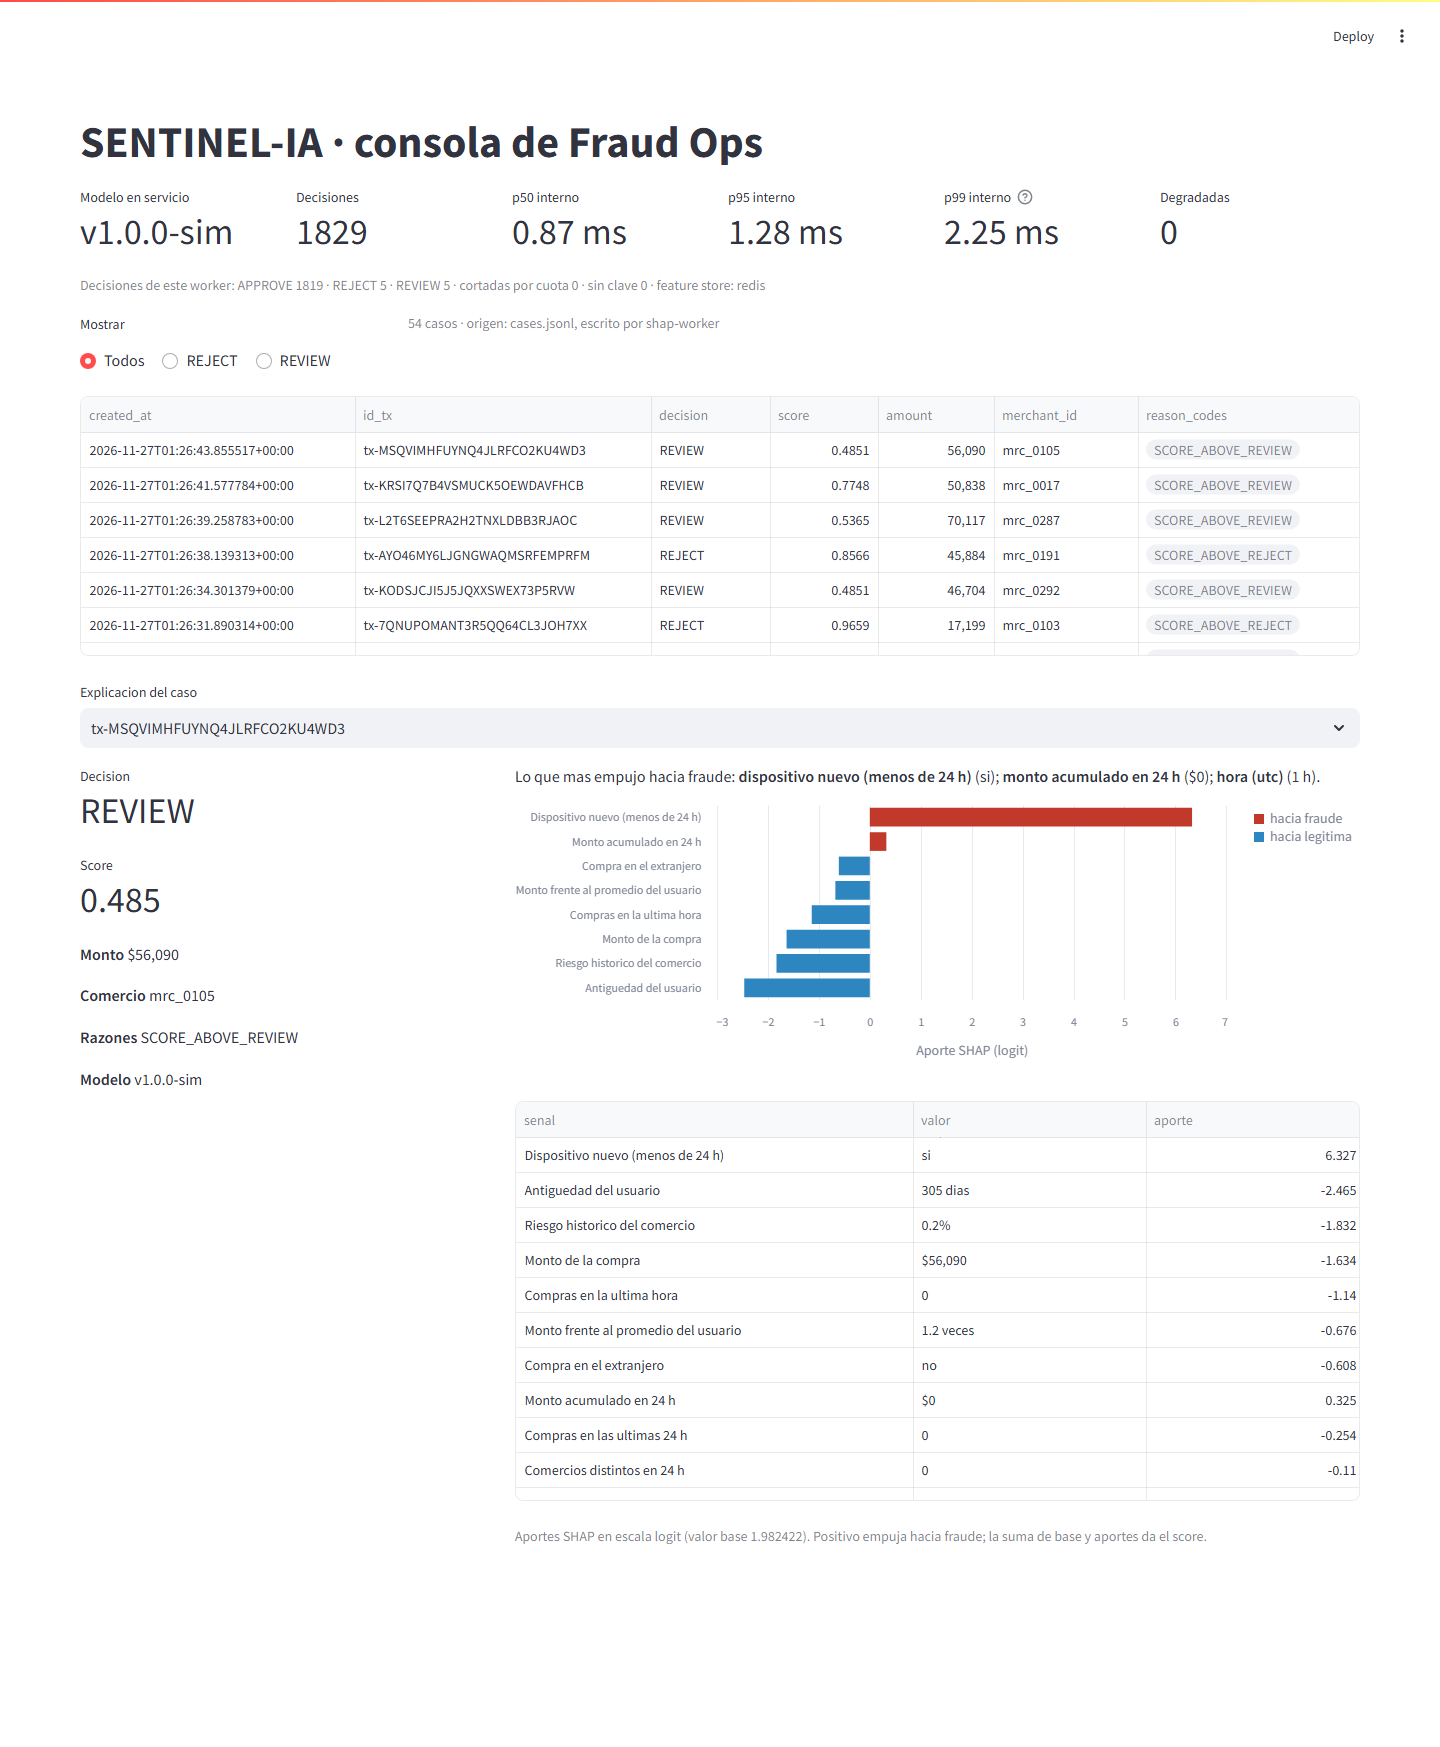 Deploy
SENTINEL-IA · consola de Fraud Ops
Modelo en servicio Decisiones p50 interno p95 interno p99 interno Degradadas
v1.0.0-sim 1829 0.87 ms 1.28 ms 2.25 ms 0
Decisiones de este worker: APPROVE 1819 · REJECT 5 · REVIEW 5 · cortadas por cuota 0 · sin clave 0 · feature store: redis
Mostrar 54 casos · origen: cases.jsonl, escrito por shap-worker
Todos REJECT REVIEW
created_at id_tx decision score amount merchant_id reason_codes
2026-11-27T01:26:43.855517+00:00 tx-MSQVIMHFUYNQ4JLRFCO2KU4WD3 REVIEW 0.4851 56,090 mrc_0105 SCORE_ABOVE_REVIEW
2026-11-27T01:26:41.577784+00:00 tx-KRSI7Q7B4VSMUCK5OEWDAVFHCB REVIEW 0.7748 50,838 mrc_0017 SCORE_ABOVE_REVIEW
2026-11-27T01:26:39.258783+00:00 tx-L2T6SEEPRA2H2TNXLDBB3RJAOC REVIEW 0.5365 70,117 mrc_0287 SCORE_ABOVE_REVIEW
2026-11-27T01:26:38.139313+00:00 tx-AYO46MY6LJGNGWAQMSRFEMPRFM REJECT 0.8566 45,884 mrc_0191 SCORE_ABOVE_REJECT
2026-11-27T01:26:34.301379+00:00 tx-KODSJCJI5J5JQXXSWEX73P5RVW REVIEW 0.4851 46,704 mrc_0292 SCORE_ABOVE_REVIEW
2026-11-27T01:26:31.890314+00:00 tx-7QNUPOMANT3R5QQ64CL3JOH7XX REJECT 0.9659 17,199 mrc_0103 SCORE_ABOVE_REJECT
Explicacion del caso
tx-MSQVIMHFUYNQ4JLRFCO2KU4WD3
Decision
REVIEW
Score
0.485
Monto $56,090
Comercio mrc_0105
Razones SCORE_ABOVE_REVIEW
Modelo v1.0.0-sim
Lo que mas empujo hacia fraude: dispositivo nuevo (menos de 24 h) (si); monto acumulado en 24 h ($0); hora (utc) (1 h).
Dispositivo nuevo (menos de 24 h)
Monto acumulado en 24 h
Compra en el extranjero
Monto frente al promedio del usuario
Compras en la ultima hora
Monto de la compra
Riesgo historico del comercio
Antiguedad del usuario
hacia fraude
hacia legitima
−3 −2 −1 0 1 2 3 4 5 6 7
Aporte SHAP (logit)
senal valor aporte
Dispositivo nuevo (menos de 24 h) si 6.327
Antiguedad del usuario 305 dias -2.465
Riesgo historico del comercio 0.2% -1.832
Monto de la compra $56,090 -1.634
Compras en la ultima hora 0 -1.14
Monto frente al promedio del usuario 1.2 veces -0.676
Compra en el extranjero no -0.608
Monto acumulado en 24 h $0 0.325
Compras en las ultimas 24 h 0 -0.254
Comercios distintos en 24 h 0 -0.11
Aportes SHAP en escala logit (valor base 1.982422). Positivo empuja hacia fraude; la suma de base y aportes da el score.